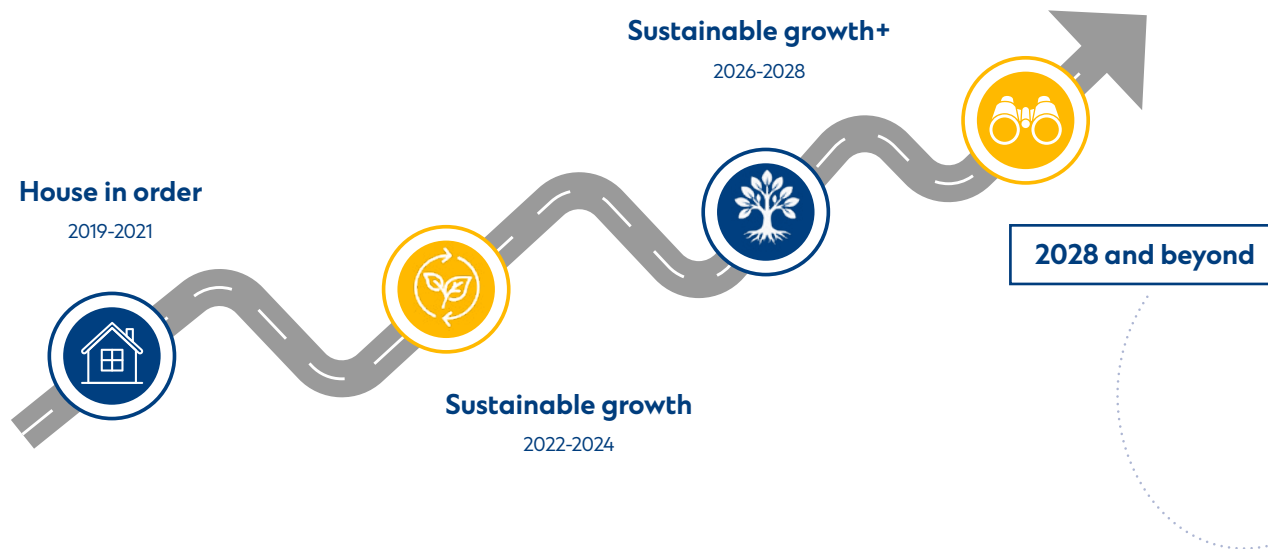 Sustainable growth+
2026-2028
House in order
2019-2021
2028 and beyond
Sustainable growth
2022-2024